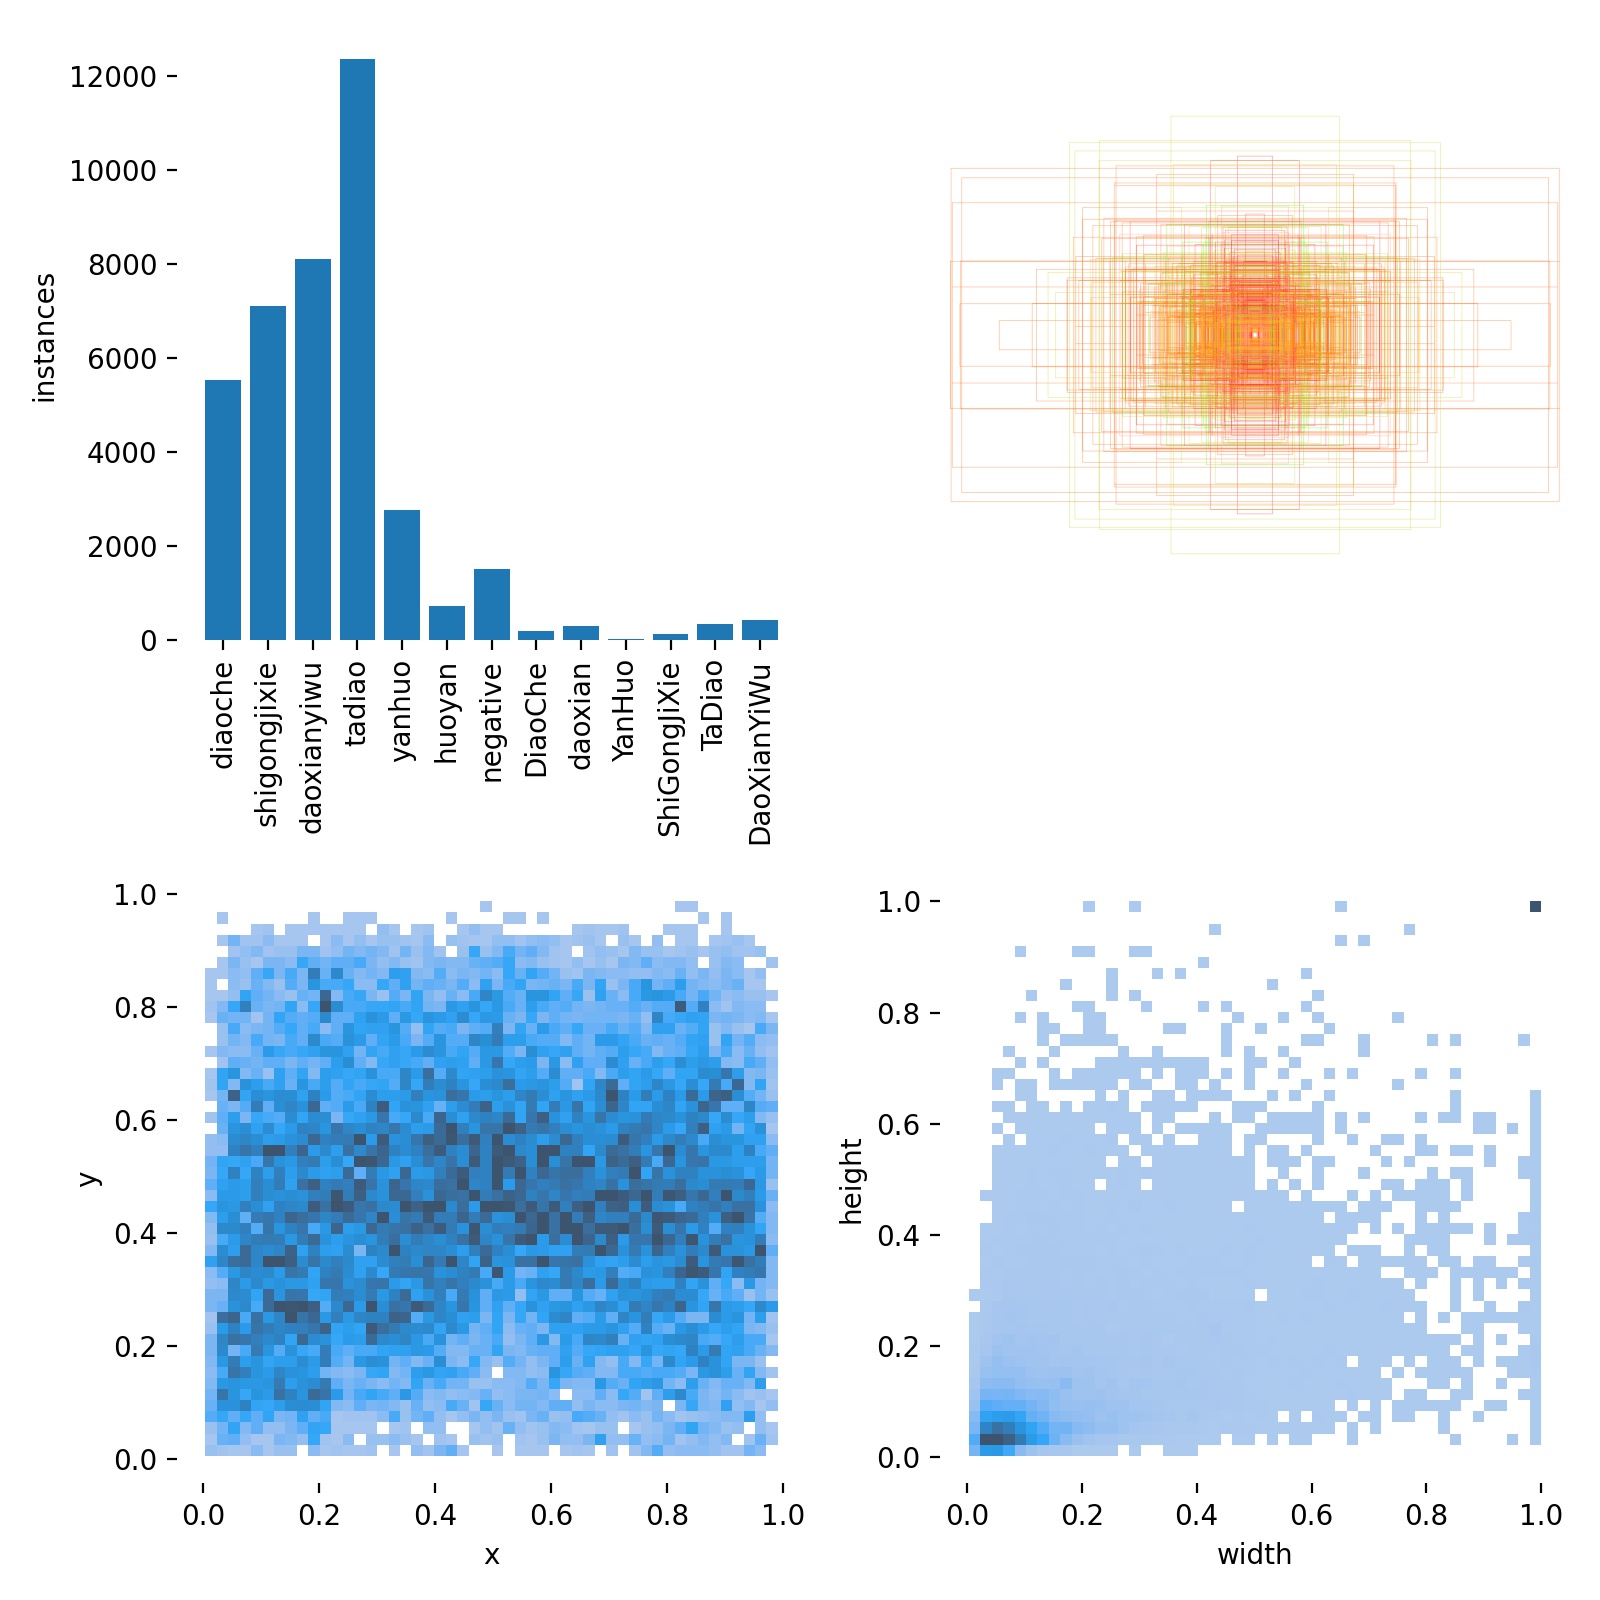 12000
10000
8000
6000
4000
2000
0
instances
diaoche
shigongjixie
daoxianyiwu
tadiao
yanhuo
huoyan
negative
DiaoChe
daoxian
YanHuo
ShiGongJiXie
TaDiao
DaoXianYiWu
1.0
0.8
0.6
0.4
0.2
0.0
y
0.0 0.2 0.4 0.6 0.8 1.0
x
1.0
0.8
0.6
0.4
0.2
0.0
height
0.0 0.2 0.4 0.6 0.8 1.0
width